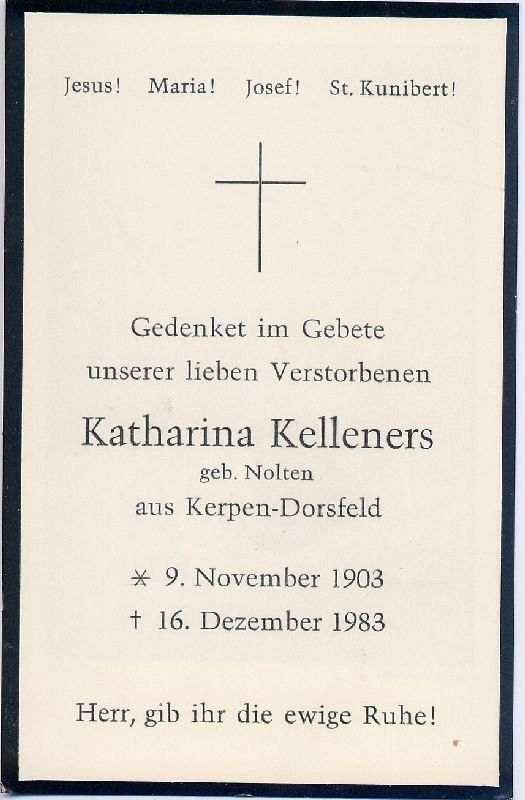 Jesus! Maria! Josef! St. Kunibert!
Gedenket im Gebete
unserer lieben Verstorbenen
Katharina Kelleners
geb. Nolten
aus Kerpen-Dorsfeld
* 9. November 1903
† 16. Dezember 1983
Herr, gib ihr die ewige Ruhe!